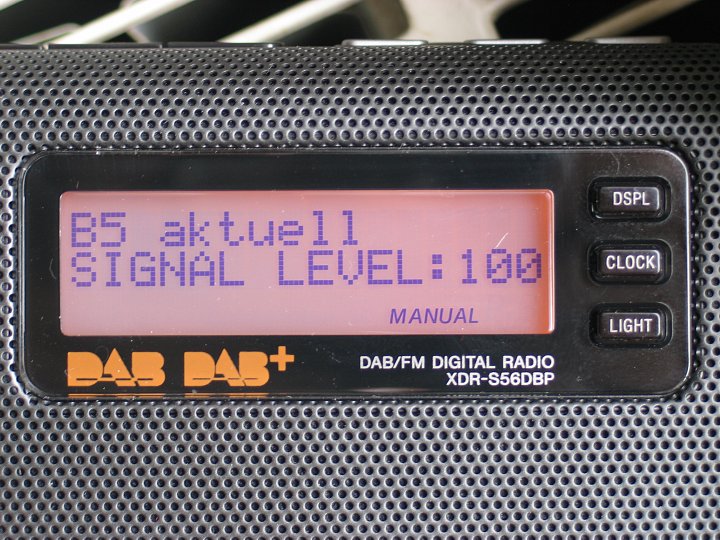 B5 aktuell
SIGNAL LEVEL:100
MANUAL
DAB DAB+
DAB/FM DIGITAL RADIO
XDR-S56DBP
DSPL
CLOCK
LIGHT